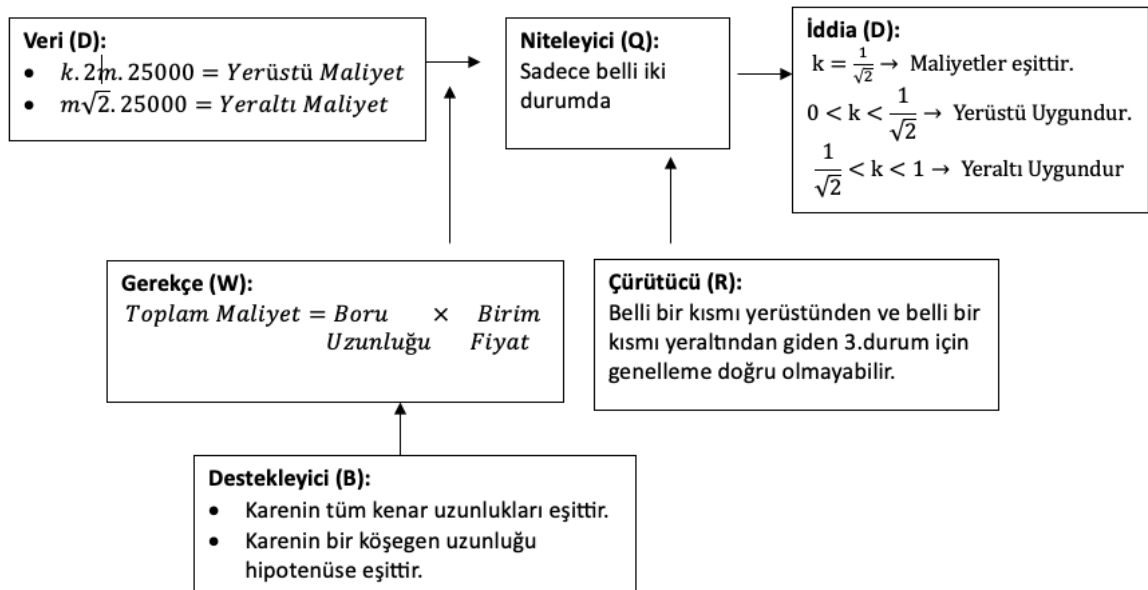 Veri (D):
• k. 2m. 25000 = Yerüstü Maliyet
• m√2. 25000 = Yeraltı Maliyet
Niteleyici (Q):
Sadece belli iki
durumda
İddia (D):
k = 1/√2 → Maliyetler eşittir.
0 < k < 1/√2 → Yerüstü Uygundur.
1/√2 < k < 1 → Yeraltı Uygundur
Gerekçe (W):
Toplam Maliyet = Boru × Birim
Uzunluğu Fiyat
Çürütücü (R):
Belli bir kısmı yerüstünden ve belli bir
kısmı yeraltından giden 3.durum için
genelleme doğru olmayabilir.
Destekleyici (B):
• Karenin tüm kenar uzunlukları eşittir.
• Karenin bir köşegen uzunluğu
hipotenüse eşittir.